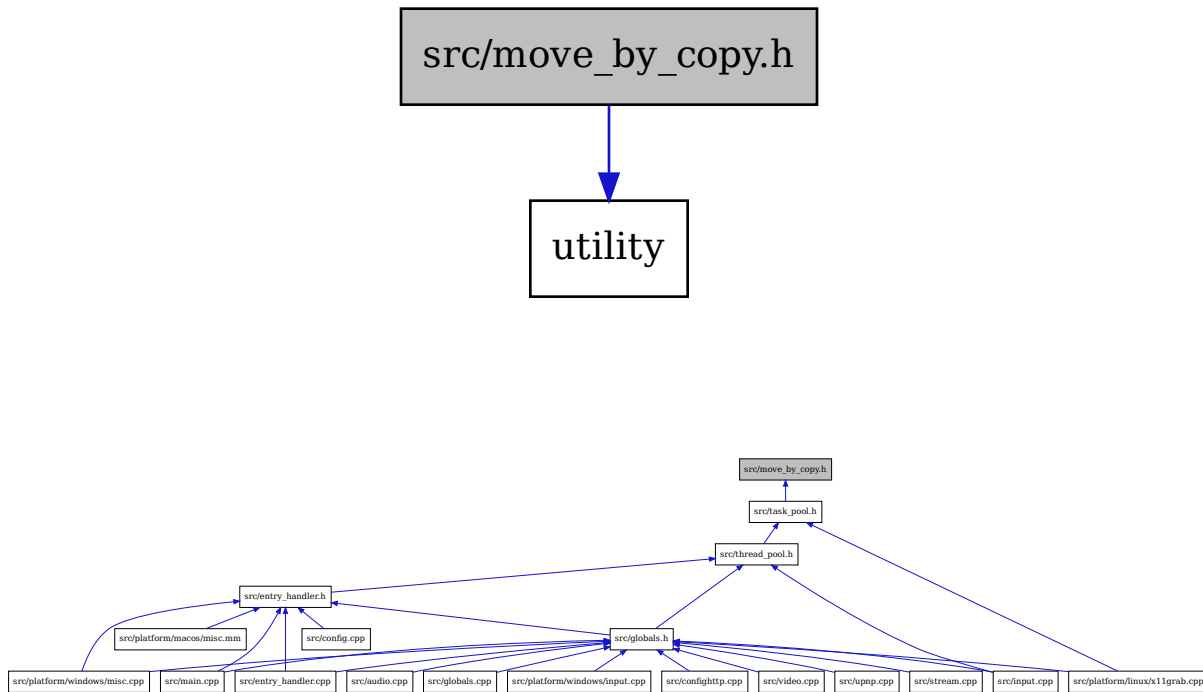 src/move_by_copy.h
utility
src/move_by_copy.h
src/task_pool.h
src/thread_pool.h
src/entry_handler.h
src/platform/macos/misc.mm
src/config.cpp
src/globals.h
src/platform/windows/misc.cpp
src/main.cpp
src/entry_handler.cpp
src/audio.cpp
src/globals.cpp
src/platform/windows/input.cpp
src/confighttp.cpp
src/video.cpp
src/upnp.cpp
src/stream.cpp
src/input.cpp
src/platform/linux/x11grab.cpp